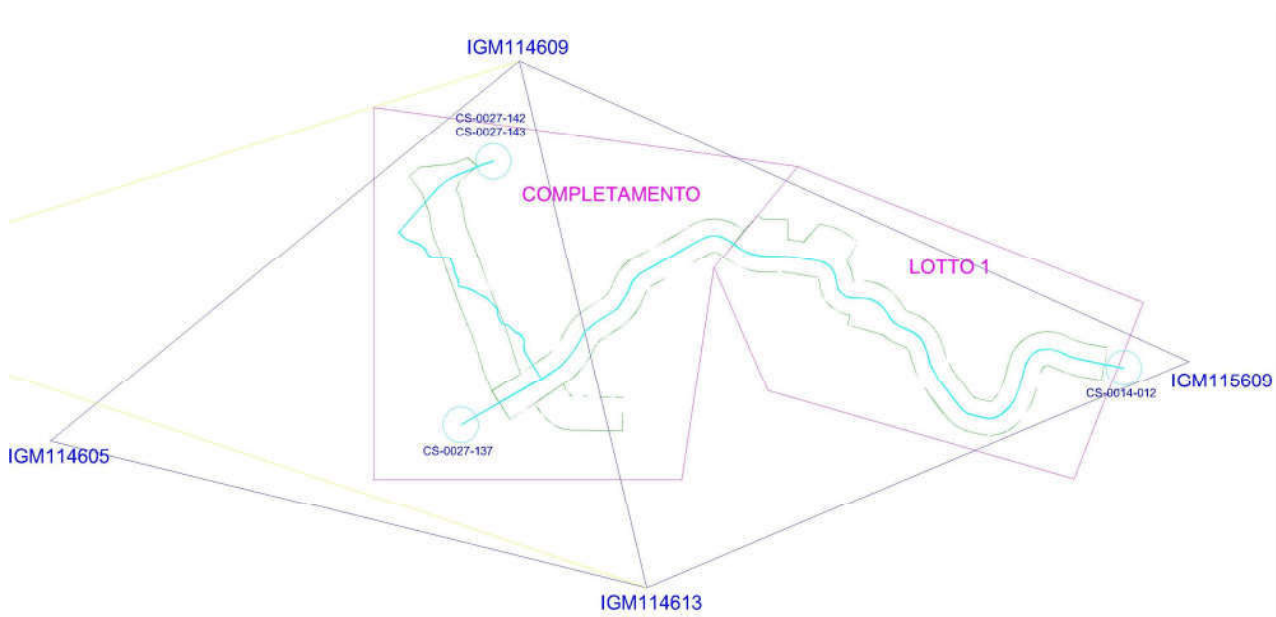 IGM114609
CS-0027-142
CS-0027-143
COMPLETAMENTO
LOTTO 1
IGM115609
CS-0014-012
CS-0027-137
IGM114605
IGM114613